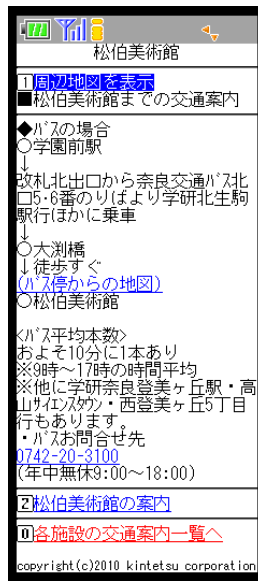 松伯美術館
1周辺地図を表示
■松伯美術館までの交通案内
◆ﾊﾞｽの場合
○学園前駅
↓
改札北出口から奈良交通ﾊﾞｽ北
口5･6番のりばより学研北生駒
駅行ほかに乗車
↓
○大渕橋
↓徒歩すぐ
(ﾊﾞｽ停からの地図)
○松伯美術館
<ﾊﾞｽ平均本数>
およそ10分に1本あり
※9時～17時の時間平均
※他に学研奈良登美ヶ丘駅・高
山ｻｲｴﾝｽﾀｳﾝ・西登美ヶ丘5丁目
行もあります。
・ﾊﾞｽお問合せ先
0742-20-3100
(年中無休9:00～18:00)
2松伯美術館の案内
0各施設の交通案内一覧へ
copyright(c)2010 kintetsu corporation